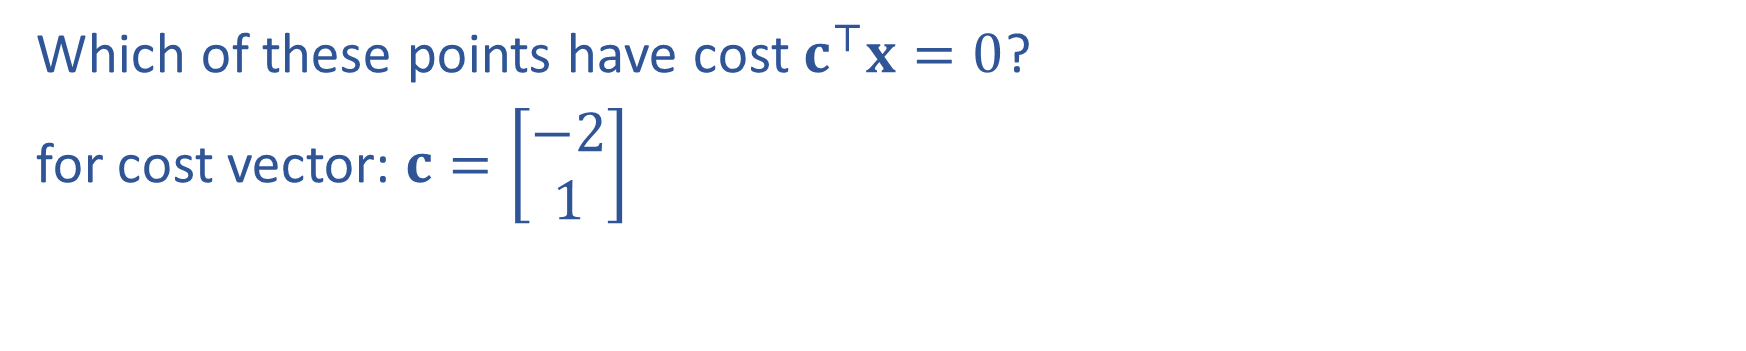 Which of these points have cost 𝐜⊤𝐱 = 0?
for cost vector: 𝐜 = [−2
1]